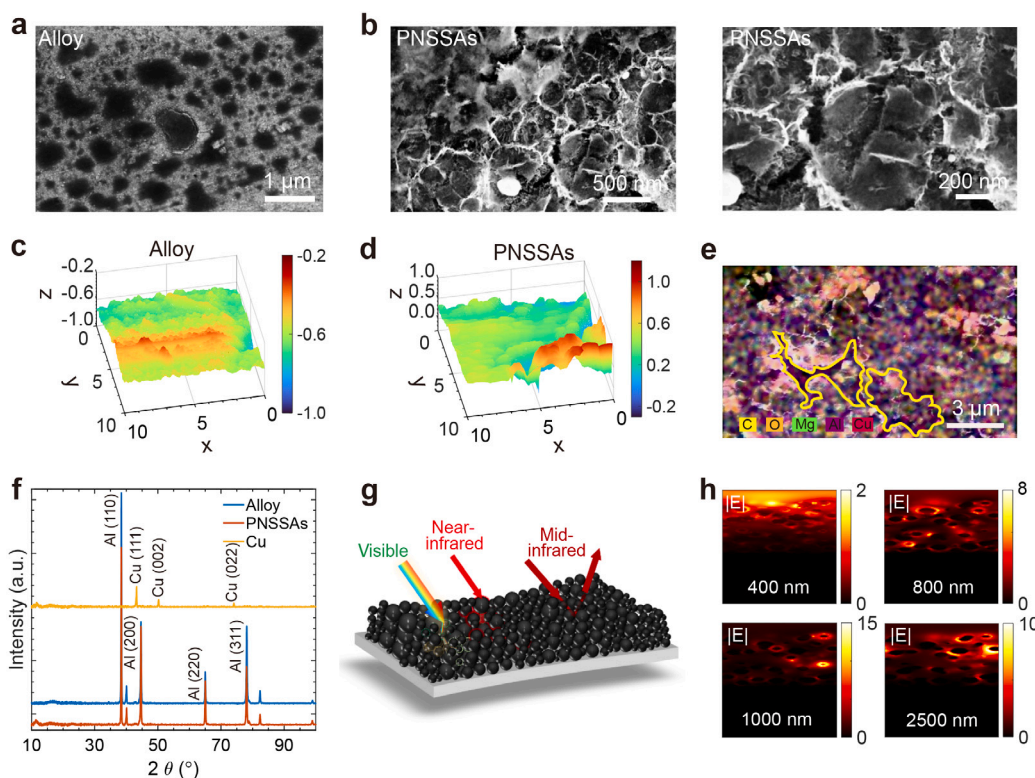 a
Alloy
1 μm
b
PNSSAs
500 nm
PNSSAs
200 nm
c
Alloy
-0.2
-0.6
-1.0
z
0
5
10
y
10
5
0
x
-0.2
-0.6
-1.0
d
PNSSAs
1.0
0.5
0.0
z
0
5
10
y
10
5
0
x
1.0
0.6
0.2
-0.2
e
C O Mg Al Cu
3 μm
f
Intensity (a.u.)
Al (110)
Cu (111)
Cu (002)
Cu (022)
Alloy
PNSSAs
Cu
Al (200)
Al (220)
Al (311)
10 30 50 70 90
2 θ (°)
g
Visible
Near-
infrared
Mid-
infrared
h
|E|
400 nm
2
0
|E|
800 nm
8
0
|E|
1000 nm
15
0
|E|
2500 nm
10
0